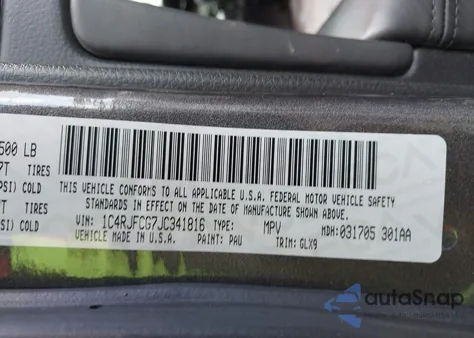 500 LB
PT TIRES
PSI) COLD
PT TIRES
SI) COLD
THIS VEHICLE CONFORMS TO ALL APPLICABLE U.S.A. FEDERAL MOTOR VEHICLE SAFETY
STANDARDS IN EFFECT ON THE DATE OF MANUFACTURE SHOWN ABOVE.
VIN: 1C4RJFCG7JC341816 TYPE: MPV MDH: 031705 301AA
VEHICLE MADE IN U.S.A. PAINT: PAU TRIM: GLX9
autoSnap